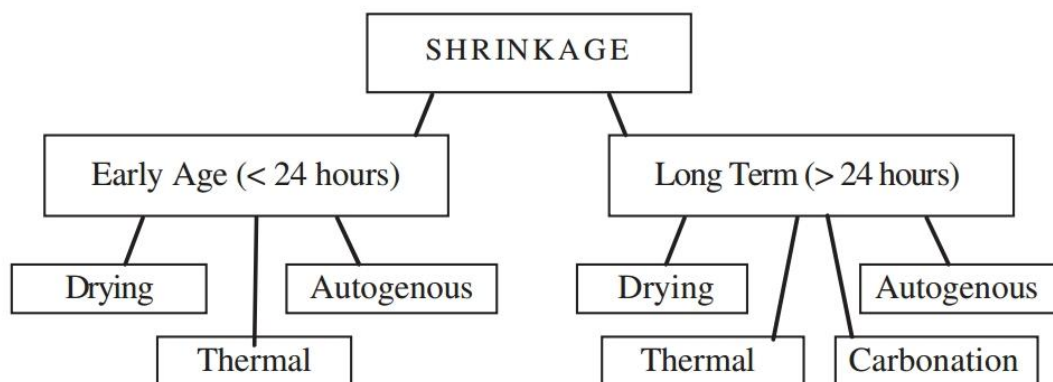 SHRINKAGE
Early Age (< 24 hours)
Long Term (> 24 hours)
Drying
Autogenous
Drying
Autogenous
Thermal
Thermal
Carbonation